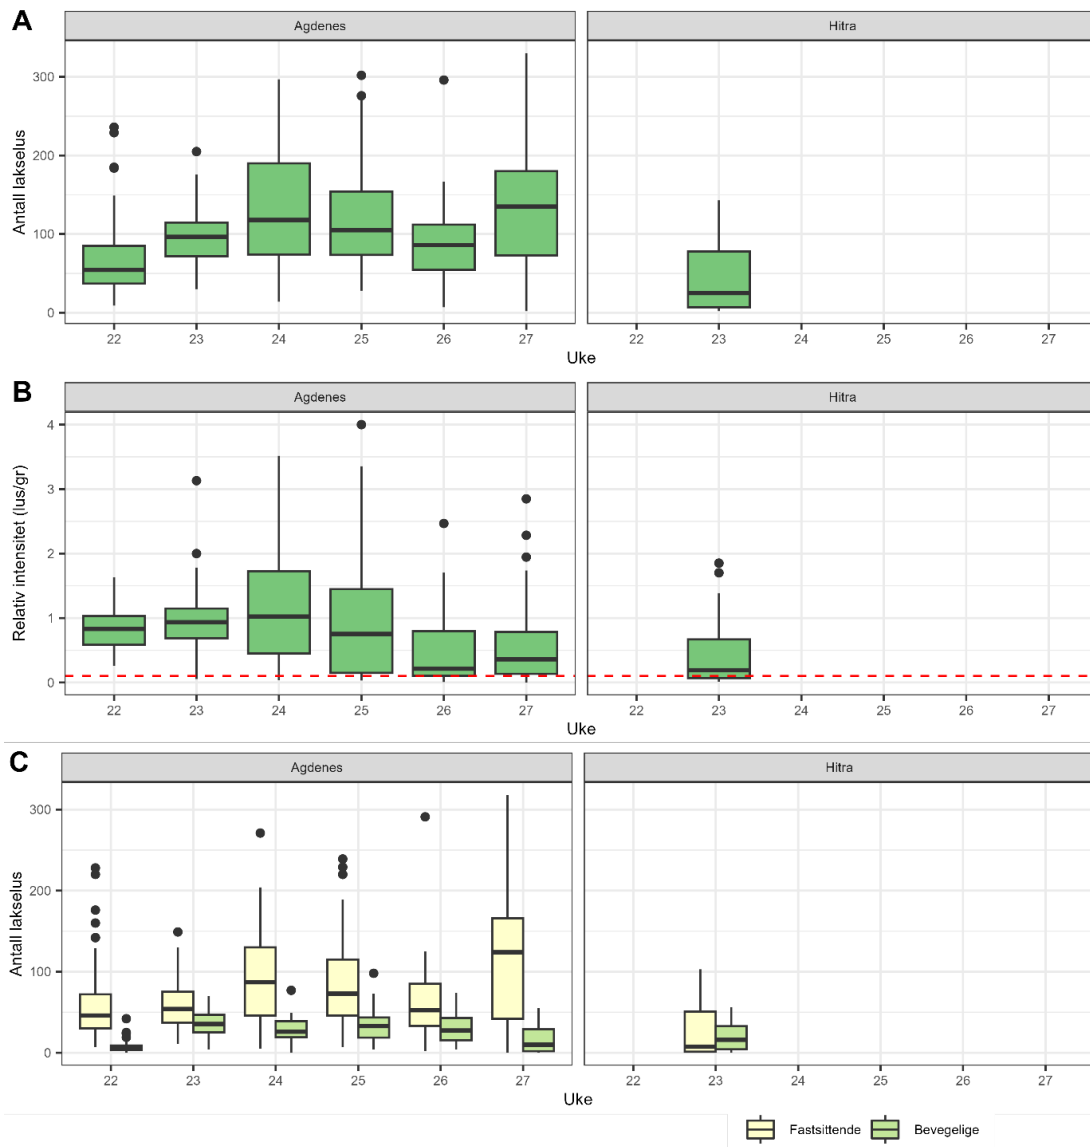 A
Agdenes
Hitra
Antall lakselus
300
200
100
0
22 23 24 25 26 27
22 23 24 25 26 27
Uke
B
Agdenes
Hitra
Relativ intensitet (lus/gr)
4
3
2
1
0
22 23 24 25 26 27
22 23 24 25 26 27
Uke
C
Agdenes
Hitra
Antall lakselus
300
200
100
0
22 23 24 25 26 27
22 23 24 25 26 27
Uke
Fastsittende Bevegelige